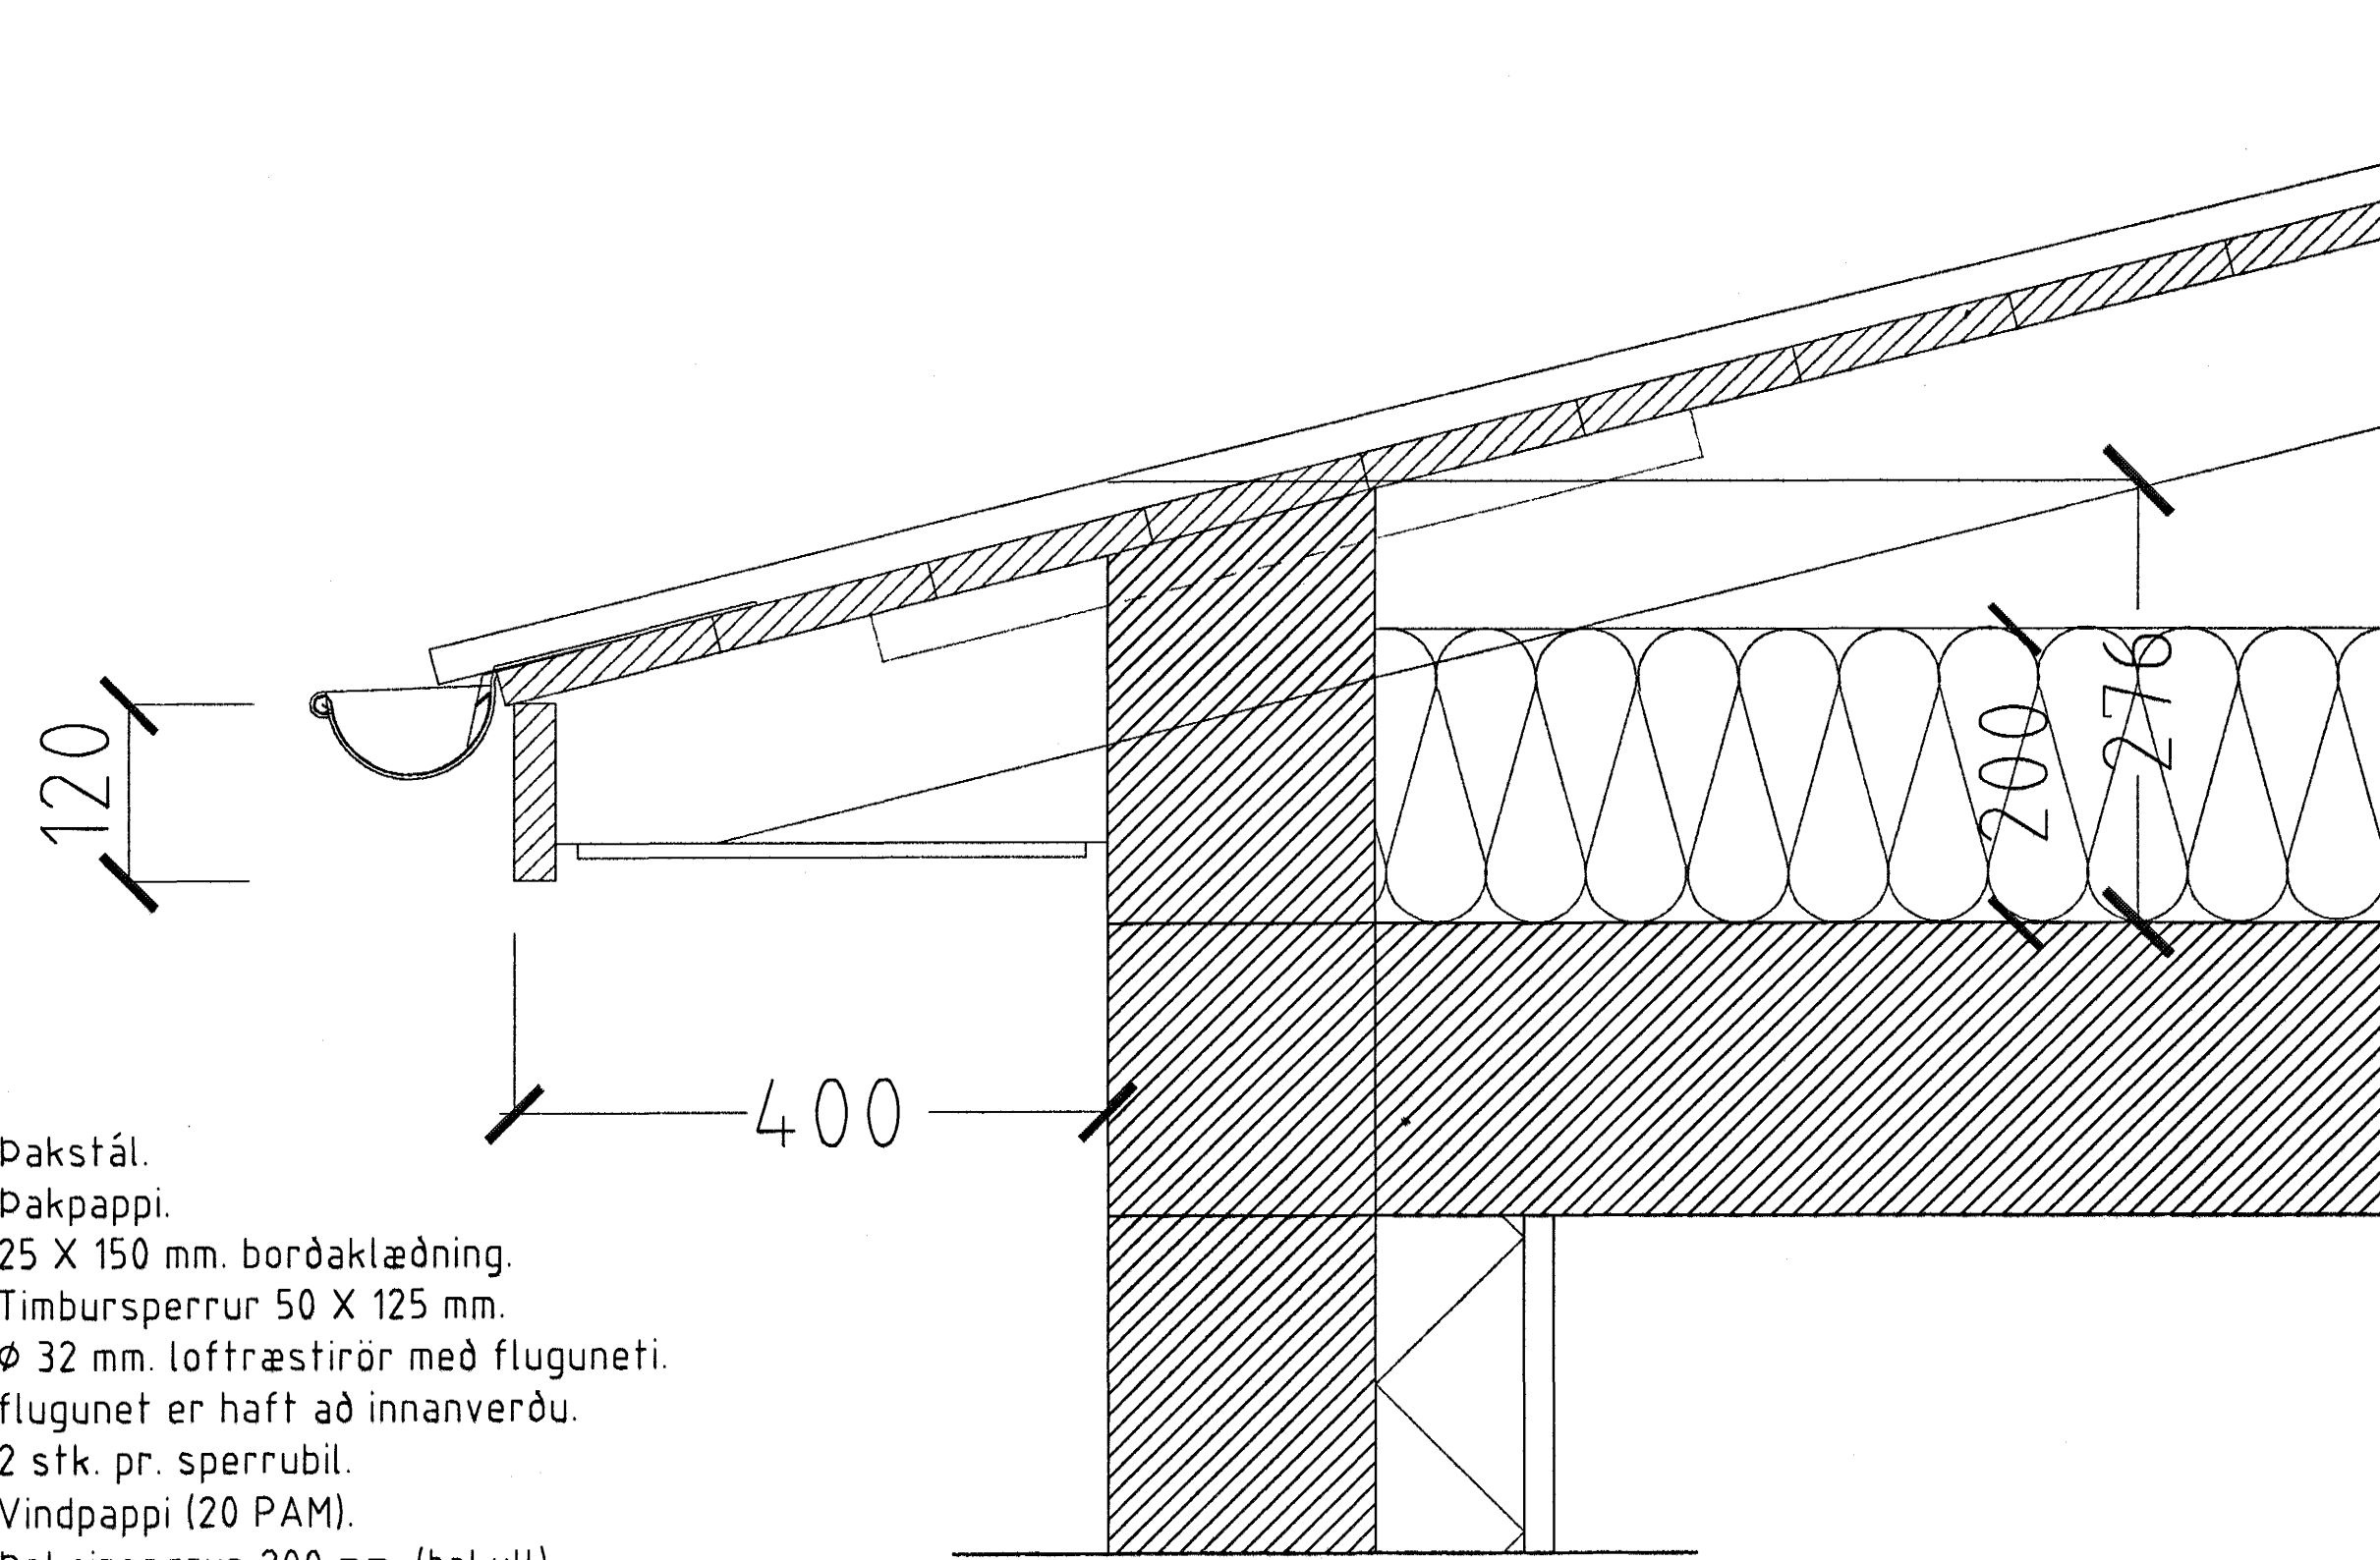 276
200
120
400
Þakstál.
Þakpappi.
25 X 150 mm. borðaklæðning.
Timbursperrur 50 X 125 mm.
Ø 32 mm. loftræstirör með fluguneti.
flugunet er haft að innanverðu.
2 stk. pr. sperrubil.
Vindpappi (20 PAM).